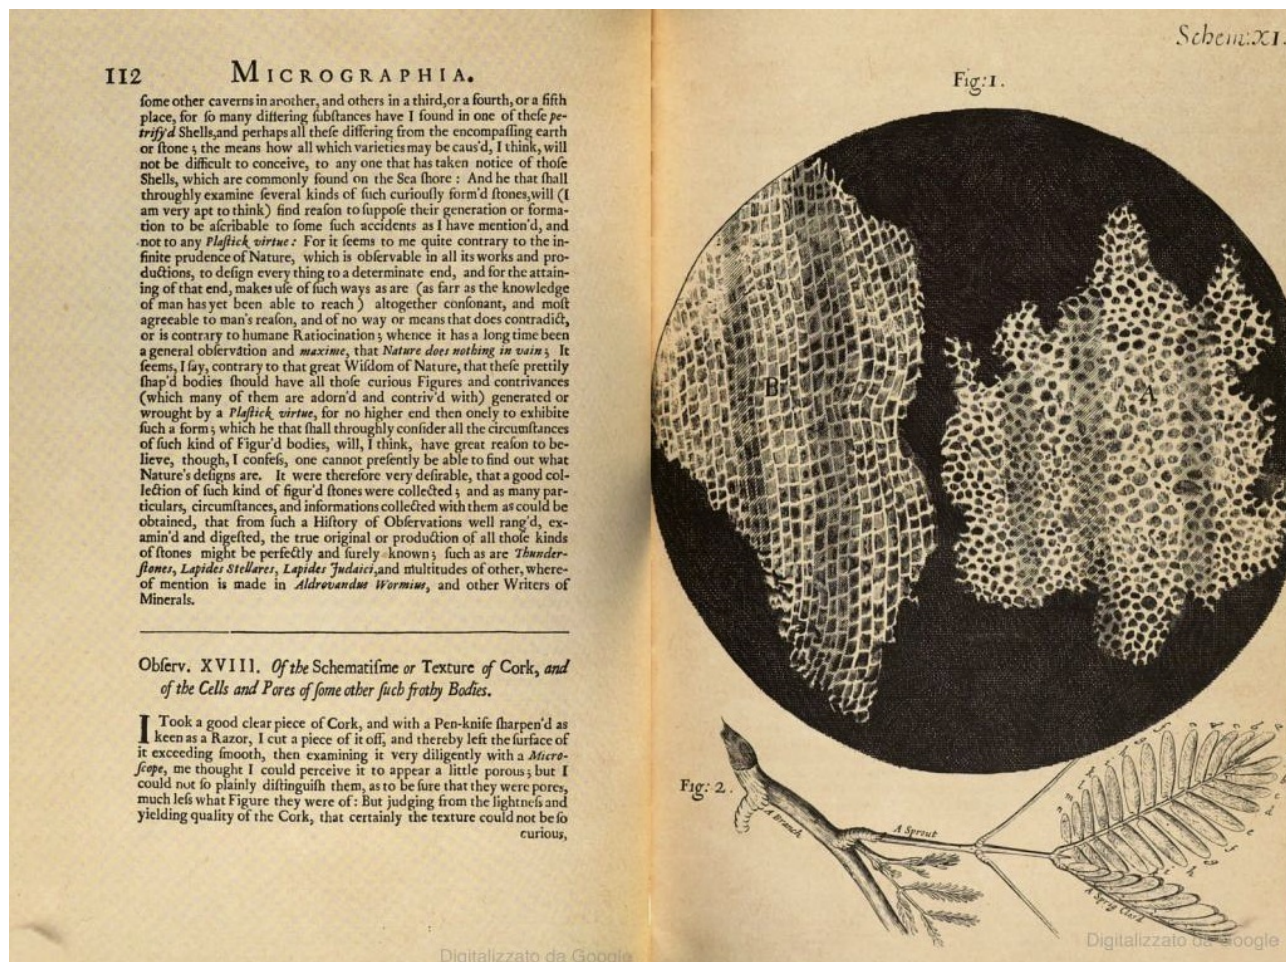 112 MICROGRAPHIA.
ſome other caverns in another, and others in a third, or a fourth, or a fifth
place, for ſo many differing ſubſtances have I found in one of theſe pe-
trify'd Shells, and perhaps all theſe differing from the encompaſſing earth
or ſtone; the means how all which varieties may be caus'd, I think, will
not be difficult to conceive, to any one that has taken notice of thoſe
Shells, which are commonly found on the Sea ſhore: And he that ſhall
throughly examine ſeveral kinds of ſuch curiouſly form'd ſtones, will (I
am very apt to think) find reaſon to ſuppoſe their generation or forma-
tion to be aſcribable to ſome ſuch accidents as I have mention'd, and
not to any Plaſtick virtue: For it ſeems to me quite contrary to the in-
finite prudence of Nature, which is obſervable in all its works and pro-
ductions, to deſign every thing to a determinate end, and for the attain-
ing of that end, makes uſe of ſuch ways as are (as farr as the knowledge
of man has yet been able to reach) altogether conſonant, and moſt
agreeable to man's reaſon, and of no way or means that does contradict,
or is contrary to humane Ratiocination; whence it has a long time been
a general obſervation and maxime, that Nature does nothing in vain; It
ſeems, I ſay, contrary to that great Wiſdom of Nature, that theſe prettily
ſhap'd bodies ſhould have all thoſe curious Figures and contrivances
(which many of them are adorn'd and contriv'd with) generated or
wrought by a Plaſtick virtue, for no higher end then onely to exhibite
ſuch a form; which he that ſhall throughly conſider all the circumſtances
of ſuch kind of Figur'd bodies, will, I think, have great reaſon to be-
lieve, though, I confeſs, one cannot preſently be able to find out what
Nature's deſigns are. It were therefore very deſirable, that a good col-
lection of ſuch kind of figur'd ſtones were collected; and as many par-
ticulars, circumſtances, and informations collected with them as could be
obtained, that from ſuch a Hiſtory of Obſervations well rang'd, ex-
amin'd and digeſted, the true original or production of all thoſe kinds
of ſtones might be perfectly and ſurely known; ſuch as are Thunder-
ſtones, Lapides Stellares, Lapides Judaici, and multitudes of other, where-
of mention is made in Aldrovandus Wormius, and other Writers of
Minerals.
Obſerv. XVIII. Of the Schematiſme or Texture of Cork, and
of the Cells and Pores of ſome other ſuch frothy Bodies.
I Took a good clear piece of Cork, and with a Pen-knife ſharpen'd as
keen as a Razor, I cut a piece of it off, and thereby left the ſurface of
it exceeding ſmooth, then examining it very diligently with a Micro-
ſcope, me thought I could perceive it to appear a little porous; but I
could not ſo plainly diſtinguiſh them, as to be ſure that they were pores,
much leſs what Figure they were of: But judging from the lightneſs and
yielding quality of the Cork, that certainly the texture could not be ſo
curious,
Digitalizzato da Google
Schem: XI.
Fig: 1.
B
A
Fig: 2.
A Branch
A Sprout
A Sprig
Digitalizzato da Google